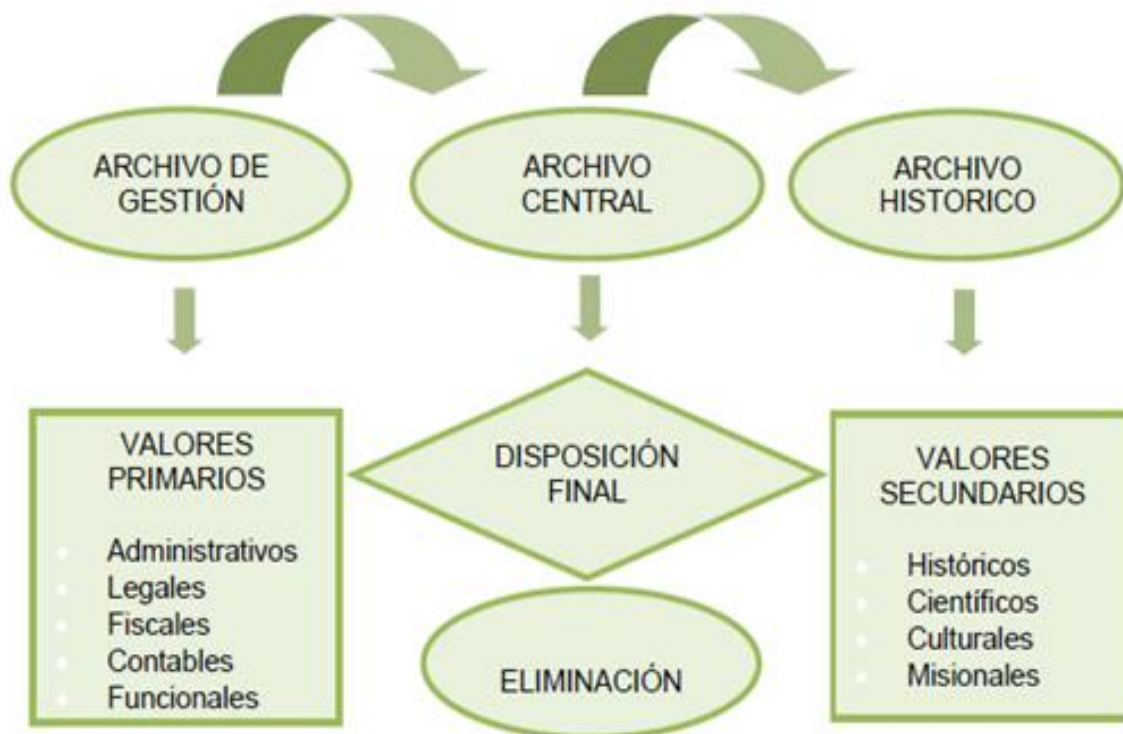 ARCHIVO DE
GESTIÓN
ARCHIVO
CENTRAL
ARCHIVO
HISTORICO
VALORES
PRIMARIOS
Administrativos
Legales
Fiscales
Contables
Funcionales
DISPOSICIÓN
FINAL
ELIMINACIÓN
VALORES
SECUNDARIOS
Históricos
Científicos
Culturales
Misionales